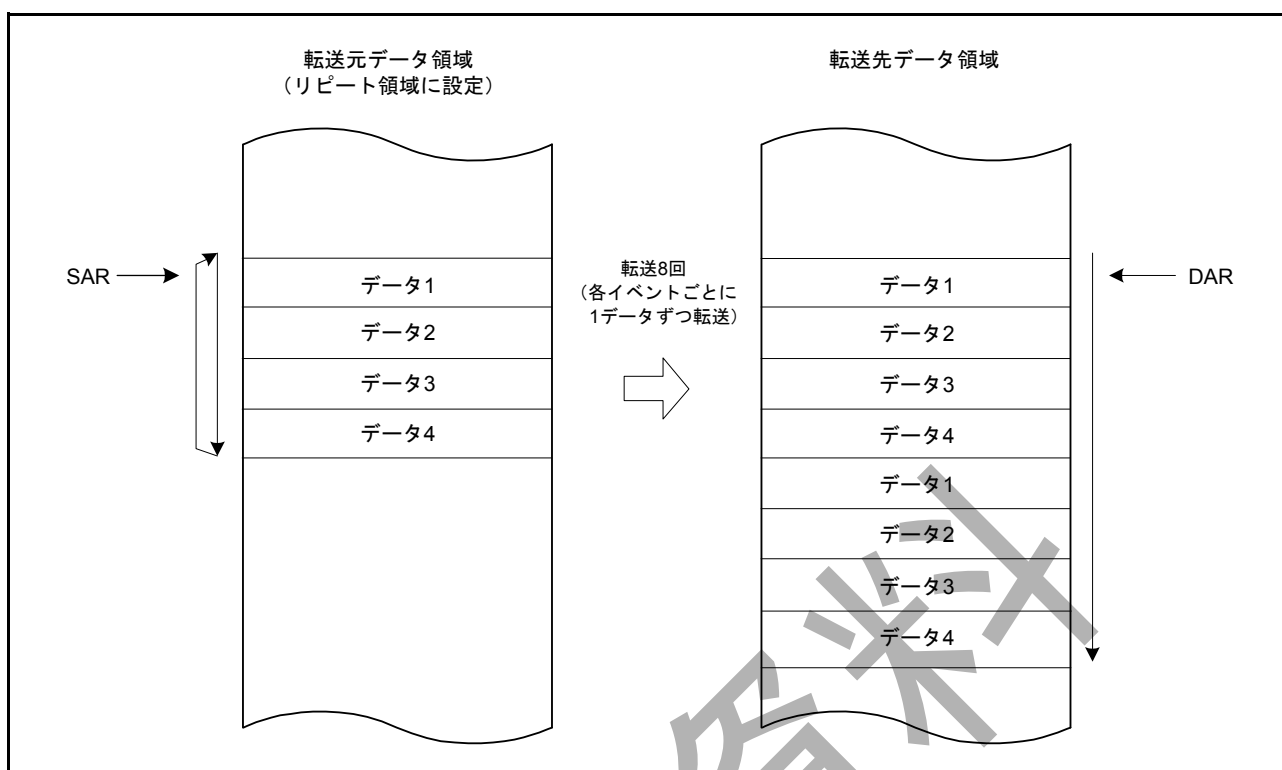 転送元データ領域
（リピート領域に設定）
転送先データ領域
SAR
データ1
データ2
データ3
データ4
転送8回
（各イベントごとに
1データずつ転送）
DAR
データ1
データ2
データ3
データ4
データ1
データ2
データ3
データ4
料